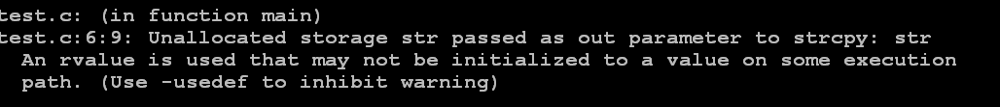 test.c: (in function main)
test.c:6:9: Unallocated storage str passed as out parameter to strcpy: str
An rvalue is used that may not be initialized to a value on some execution
path. (Use -usedef to inhibit warning)